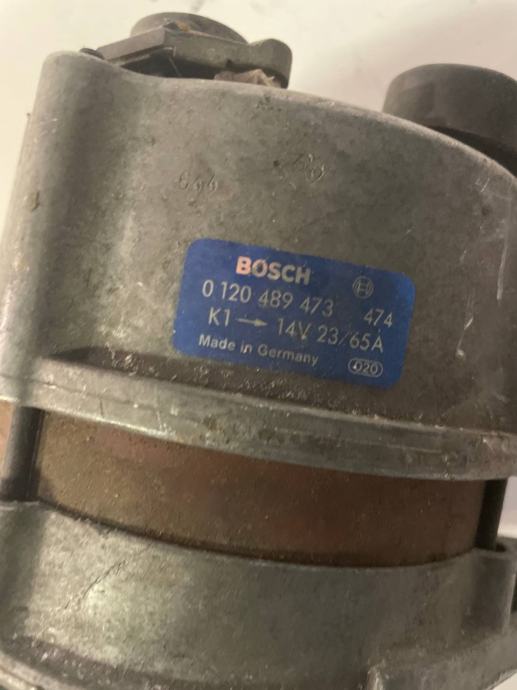 BOSCH
0 120 489 473 474
K1 → 14V 23/65A
Made in Germany 020